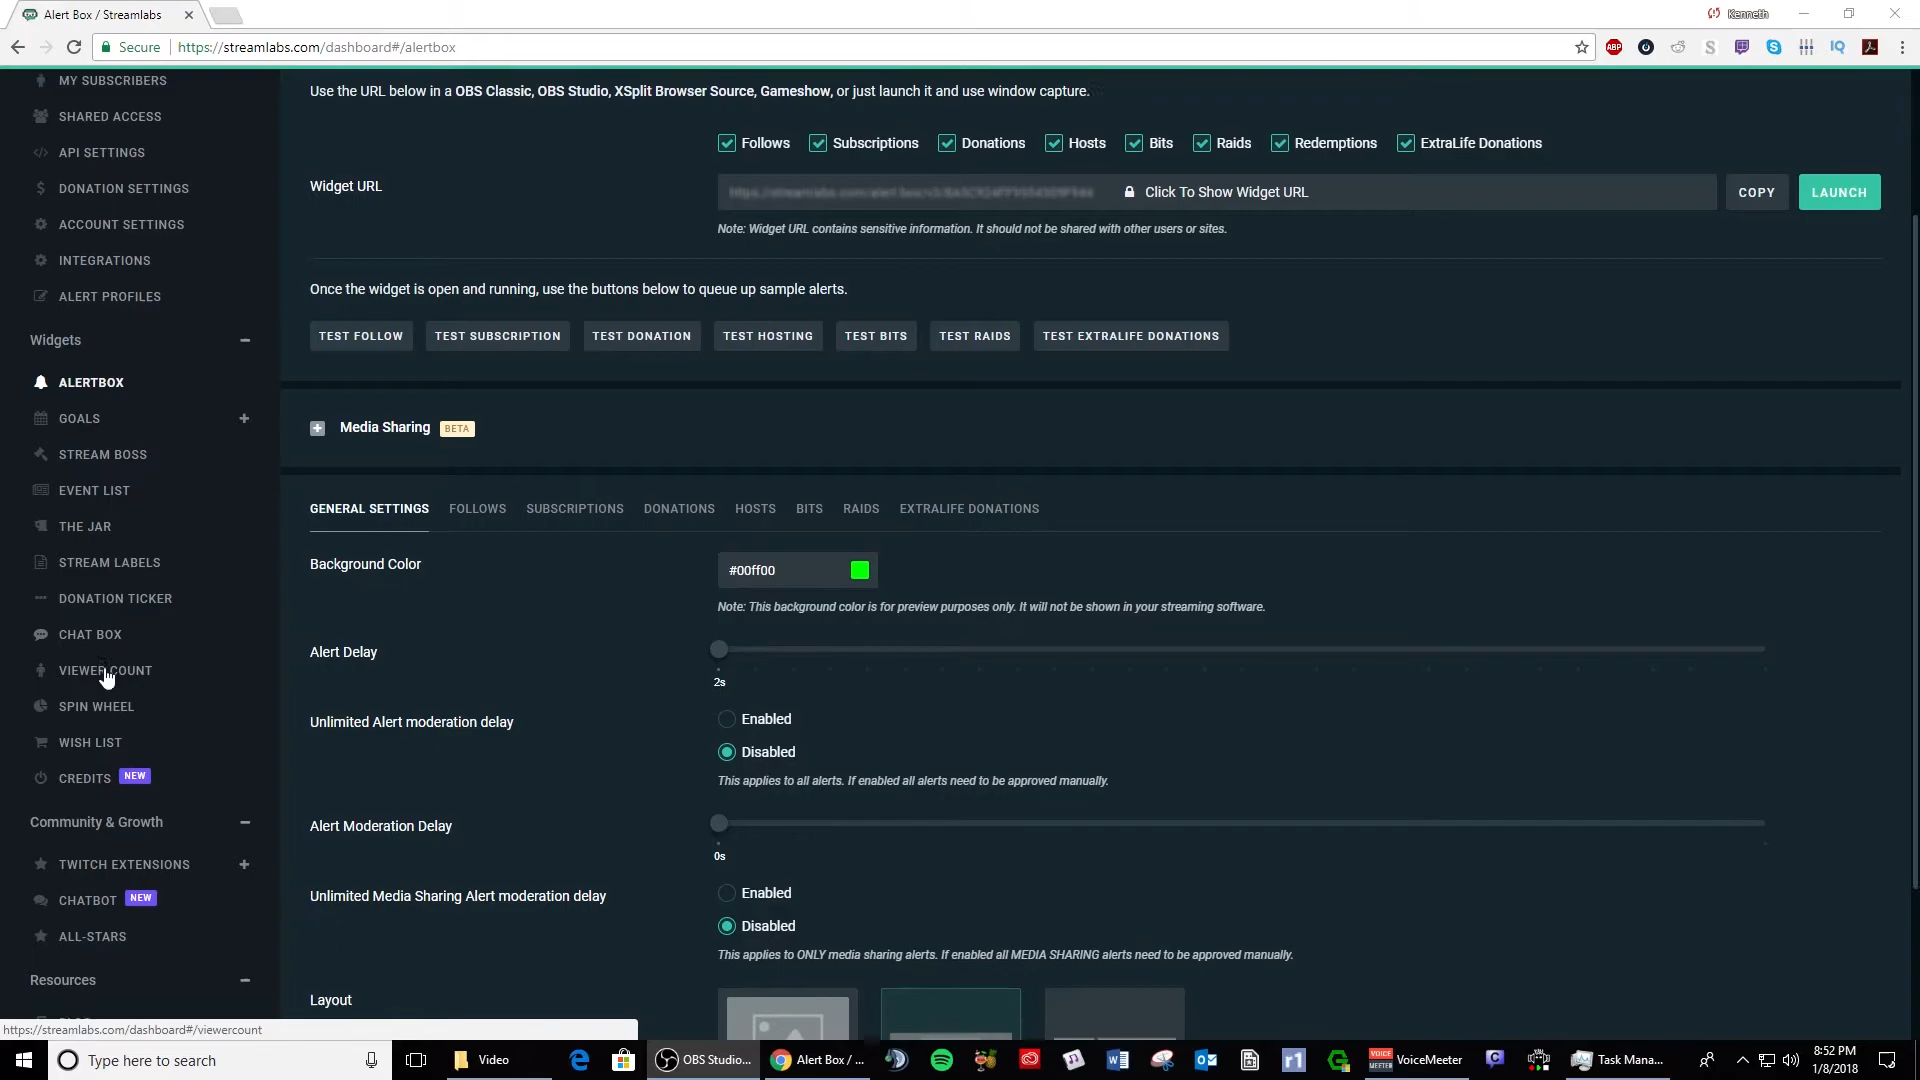 Alert Box / Streamlabs
Kenneth
Secure
https://streamlabs.com/dashboard#/alertbox
ABP
MY SUBSCRIBERS
SHARED ACCESS
API SETTINGS
DONATION SETTINGS
ACCOUNT SETTINGS
INTEGRATIONS
ALERT PROFILES
Widgets
ALERTBOX
GOALS
STREAM BOSS
EVENT LIST
THE JAR
STREAM LABELS
DONATION TICKER
CHAT BOX
VIEWER COUNT
SPIN WHEEL
WISH LIST
CREDITS NEW
Community & Growth
TWITCH EXTENSIONS
CHATBOT NEW
ALL-STARS
Resources
https://streamlabs.com/dashboard#/viewercount
Use the URL below in a OBS Classic, OBS Studio, XSplit Browser Source, Gameshow, or just launch it and use window capture.
Follows Subscriptions Donations Hosts Bits Raids Redemptions ExtraLife Donations
Widget URL
Click To Show Widget URL
COPY
LAUNCH
Note: Widget URL contains sensitive information. It should not be shared with other users or sites.
Once the widget is open and running, use the buttons below to queue up sample alerts.
TEST FOLLOW TEST SUBSCRIPTION TEST DONATION TEST HOSTING TEST BITS TEST RAIDS TEST EXTRALIFE DONATIONS
Media Sharing BETA
GENERAL SETTINGS FOLLOWS SUBSCRIPTIONS DONATIONS HOSTS BITS RAIDS EXTRALIFE DONATIONS
Background Color
#00ff00
Note: This background color is for preview purposes only. It will not be shown in your streaming software.
Alert Delay
2s
Unlimited Alert moderation delay
Enabled
Disabled
This applies to all alerts. If enabled all alerts need to be approved manually.
Alert Moderation Delay
0s
Unlimited Media Sharing Alert moderation delay
Enabled
Disabled
This applies to ONLY media sharing alerts. If enabled all MEDIA SHARING alerts need to be approved manually.
Layout
Type here to search
Video
OBS Studio...
Alert Box / ...
VoiceMeeter
Task Mana...
8:52 PM
1/8/2018